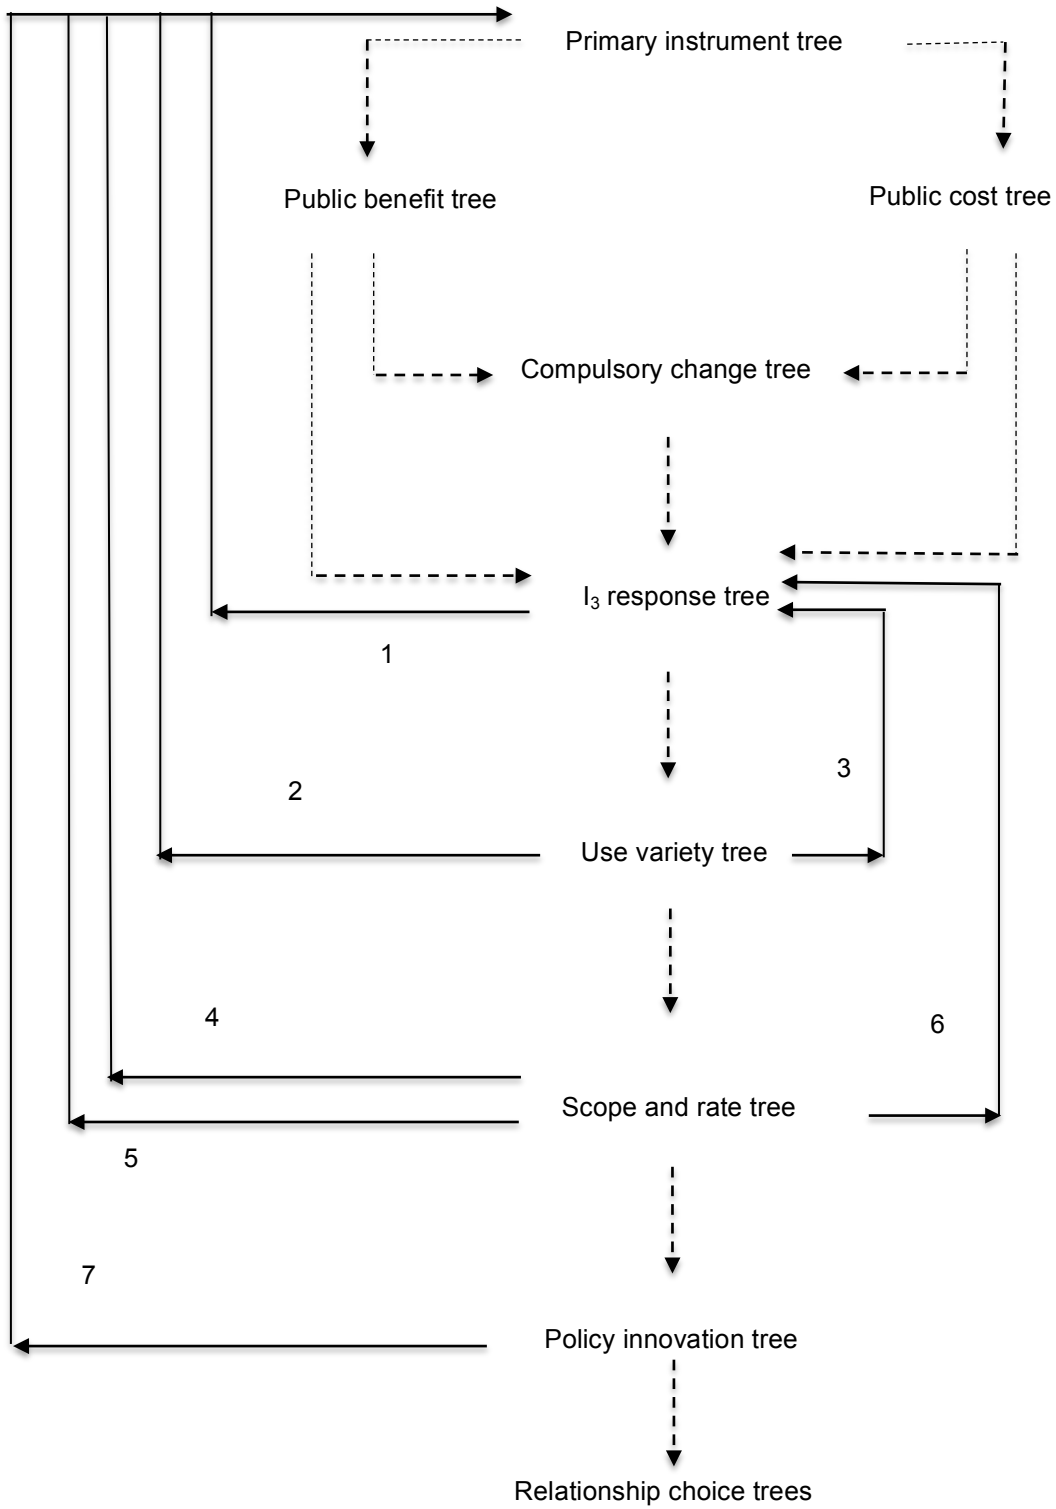 Primary instrument tree
Public benefit tree
Public cost tree
Compulsory change tree
I₃ response tree
1
3
2
Use variety tree
4
6
Scope and rate tree
5
7
Policy innovation tree
Relationship choice trees